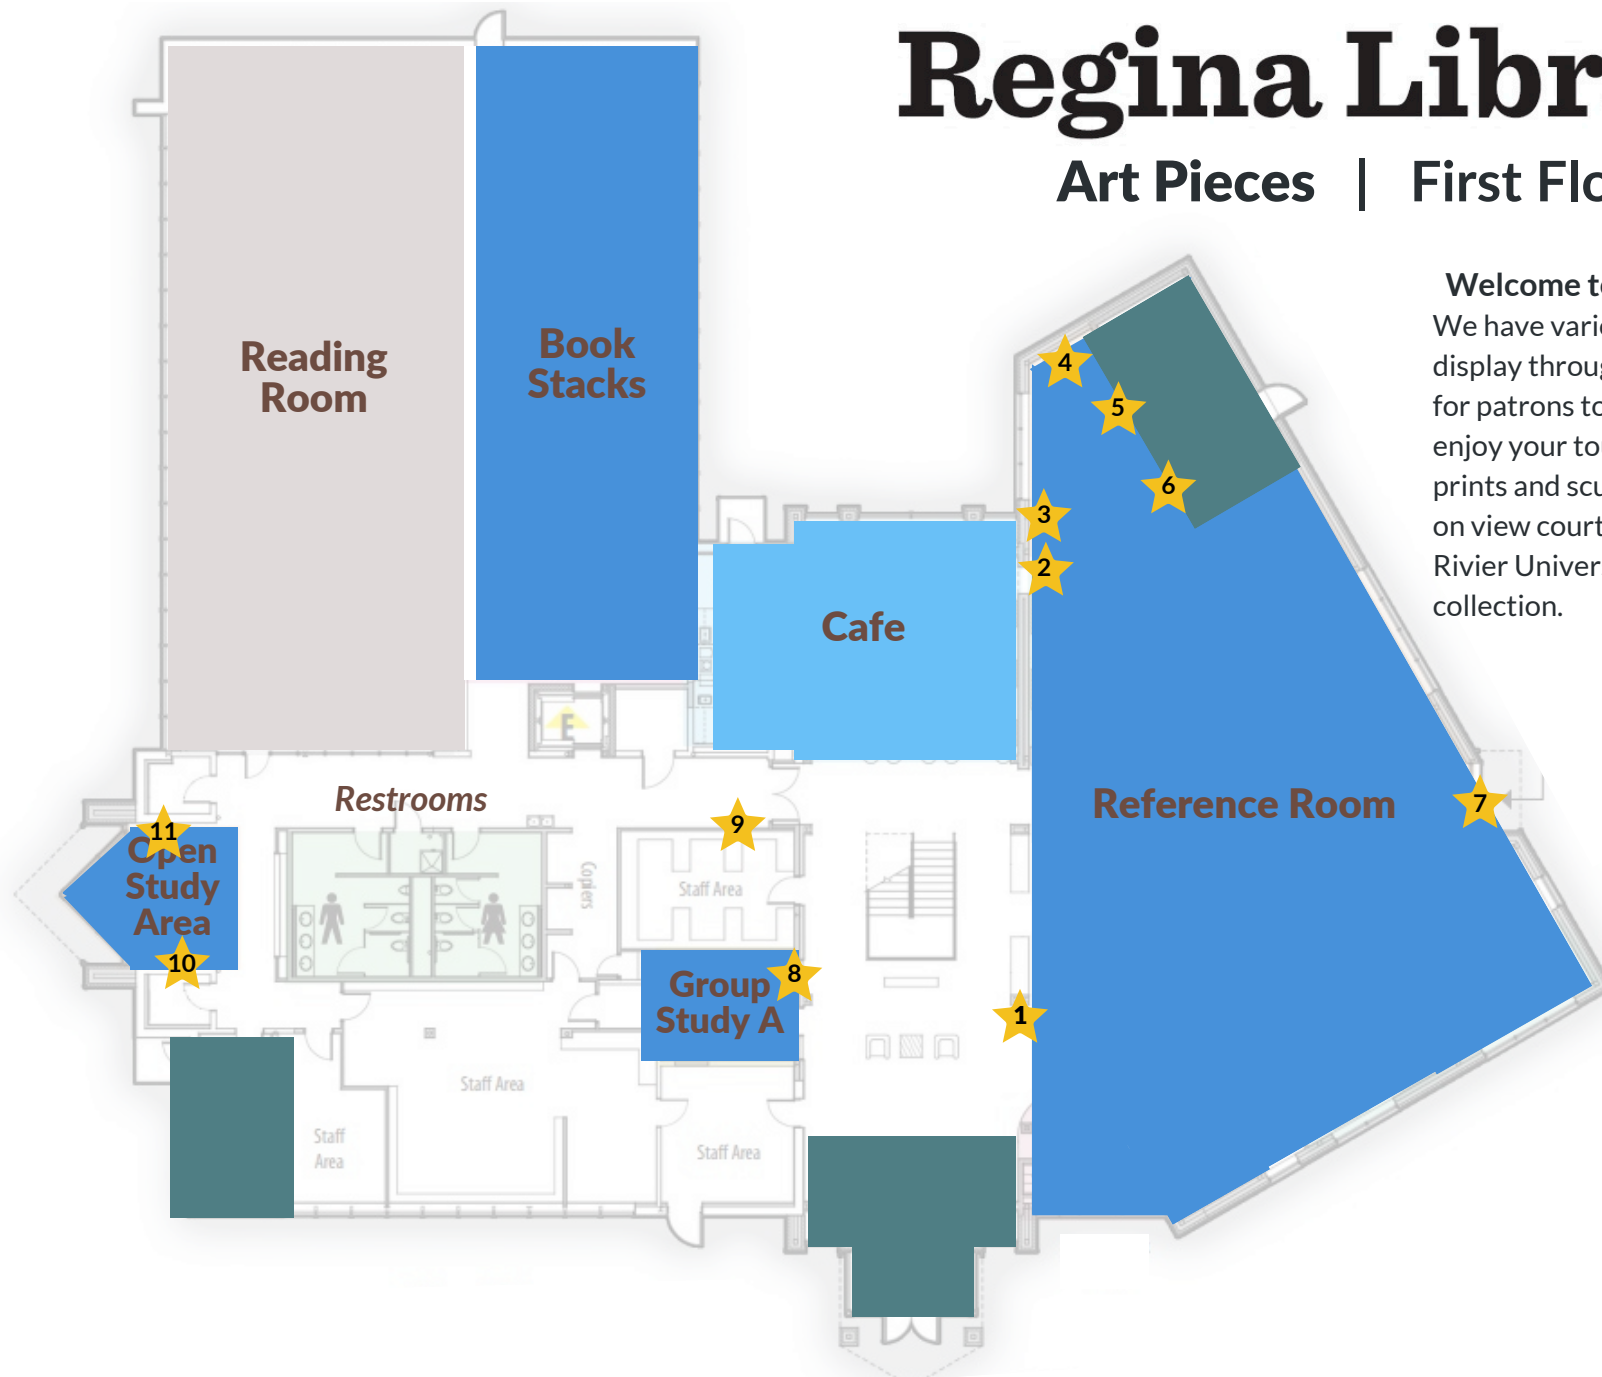 Regina Libr
Art Pieces | First Flo
Welcome t
We have vari
display throug
for patrons to
enjoy your tou
prints and scu
on view court
Rivier Univer
collection.
Reading
Room
Book
Stacks
4
5
6
3
2
Cafe
E
Restrooms
Reference Room
7
11
Open
Study
Area
10
9
Copiers
Staff Area
8
Group
Study A
1
Staff Area
Staff
Area
Staff Area